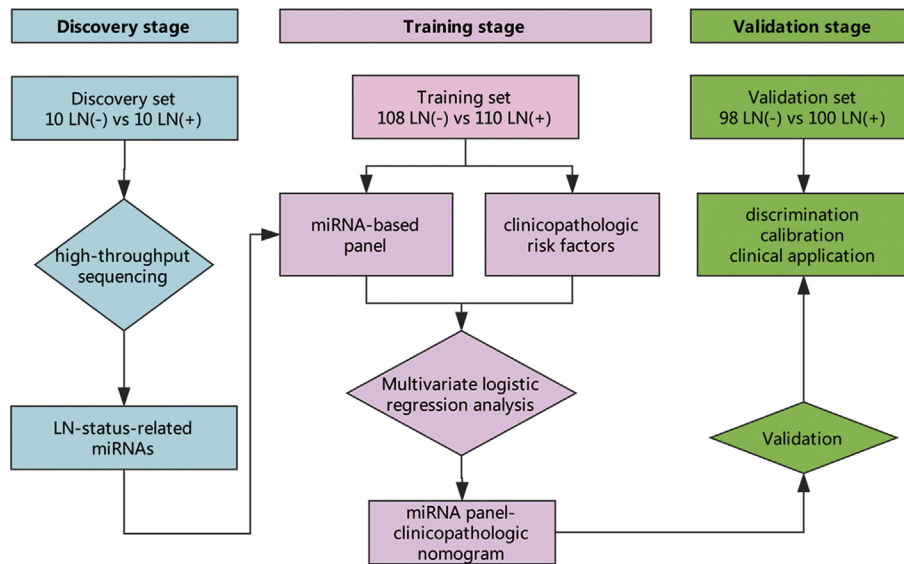 Discovery stage
Training stage
Validation stage
Discovery set
10 LN(-) vs 10 LN(+)
Training set
108 LN(-) vs 110 LN(+)
Validation set
98 LN(-) vs 100 LN(+)
high-throughput
sequencing
miRNA-based
panel
clinicopathologic
risk factors
discrimination
calibration
clinical application
LN-status-related
miRNAs
Multivariate logistic
regression analysis
Validation
miRNA panel-
clinicopathologic
nomogram